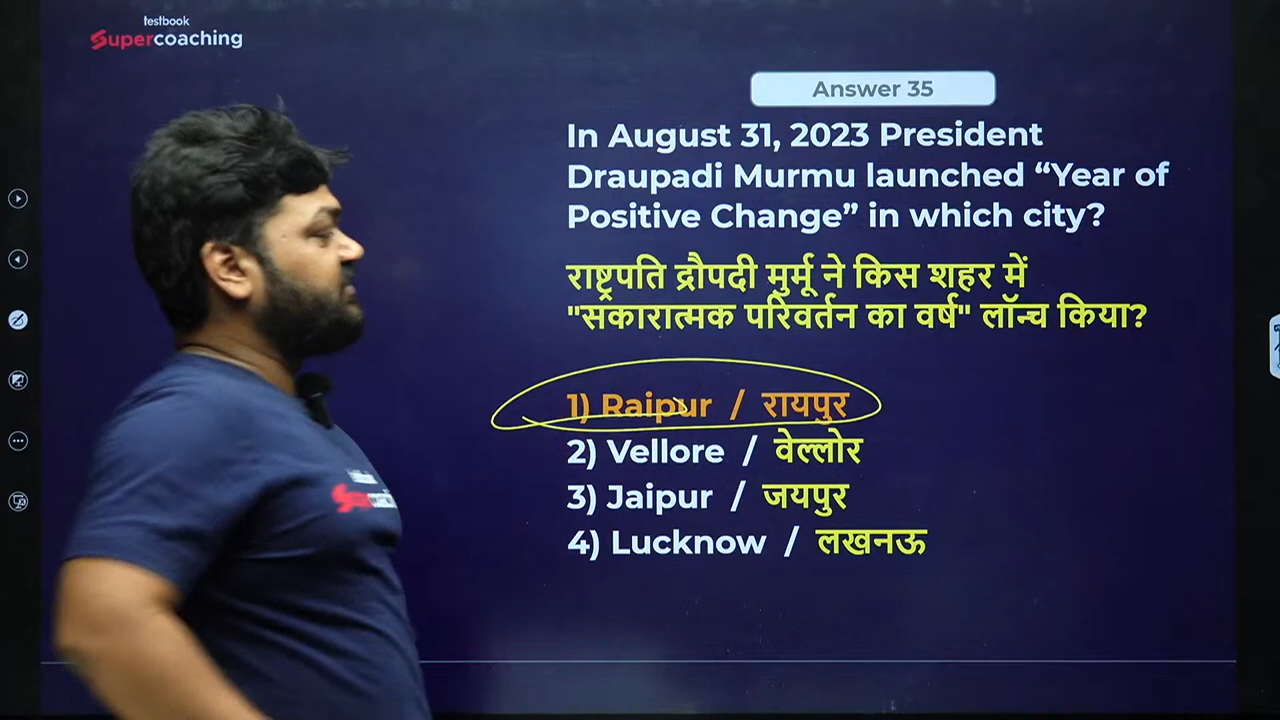 testbook
Supercoaching
Answer 35
In August 31, 2023 President
Draupadi Murmu launched “Year of
Positive Change” in which city?
राष्ट्रपति द्रौपदी मुर्मू ने किस शहर में
"सकारात्मक परिवर्तन का वर्ष" लॉन्च किया?
1) Raipur / रायपुर
2) Vellore / वेल्लोर
3) Jaipur / जयपुर
4) Lucknow / लखनऊ